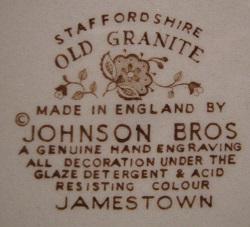 STAFFORDSHIRE
OLD GRANITE
MADE IN ENGLAND BY
© JOHNSON BROS
A GENUINE HAND ENGRAVING
ALL DECORATION UNDER THE
GLAZE DETERGENT & ACID
RESISTING COLOUR
JAMESTOWN